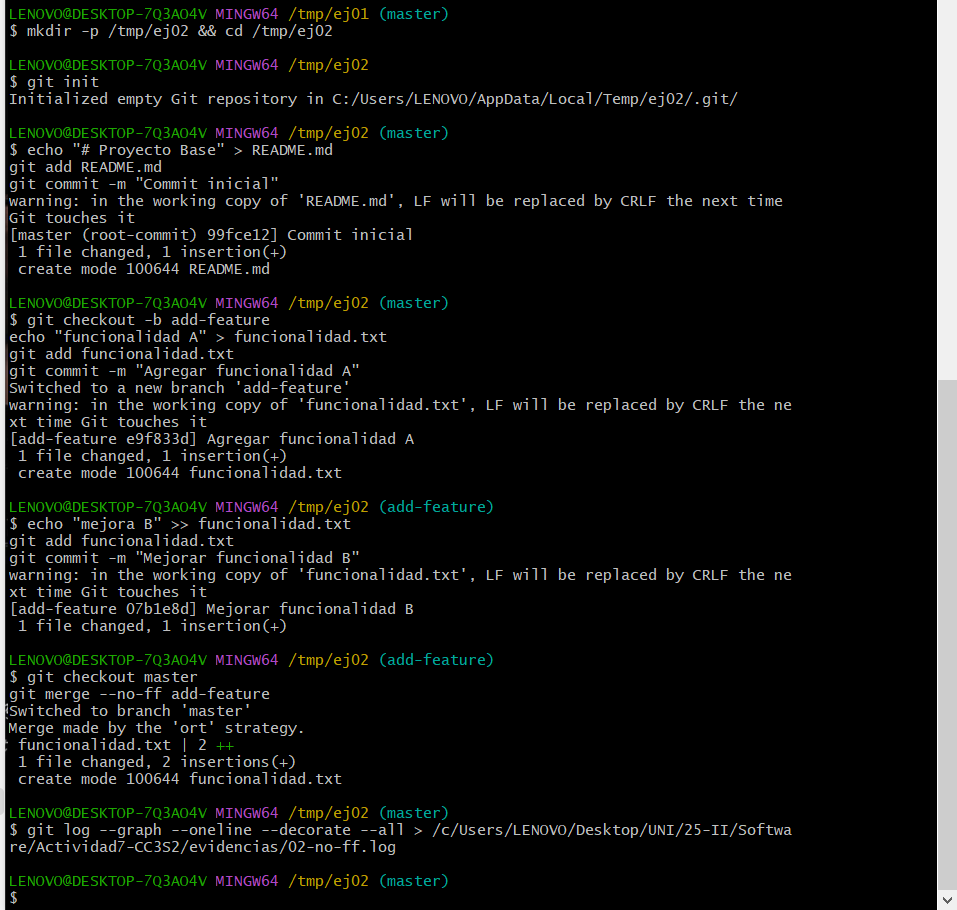 LENOVO@DESKTOP-7Q3AO4V MINGW64 /tmp/ej01 (master)
$ mkdir -p /tmp/ej02 && cd /tmp/ej02
LENOVO@DESKTOP-7Q3AO4V MINGW64 /tmp/ej02
$ git init
Initialized empty Git repository in C:/Users/LENOVO/AppData/Local/Temp/ej02/.git/
LENOVO@DESKTOP-7Q3AO4V MINGW64 /tmp/ej02 (master)
$ echo "# Proyecto Base" > README.md
git add README.md
git commit -m "Commit inicial"
warning: in the working copy of 'README.md', LF will be replaced by CRLF the next time
Git touches it
[master (root-commit) 99fce12] Commit inicial
 1 file changed, 1 insertion(+)
 create mode 100644 README.md
LENOVO@DESKTOP-7Q3AO4V MINGW64 /tmp/ej02 (master)
$ git checkout -b add-feature
echo "funcionalidad A" > funcionalidad.txt
git add funcionalidad.txt
git commit -m "Agregar funcionalidad A"
Switched to a new branch 'add-feature'
warning: in the working copy of 'funcionalidad.txt', LF will be replaced by CRLF the ne
xt time Git touches it
[add-feature e9f833d] Agregar funcionalidad A
 1 file changed, 1 insertion(+)
 create mode 100644 funcionalidad.txt
LENOVO@DESKTOP-7Q3AO4V MINGW64 /tmp/ej02 (add-feature)
$ echo "mejora B" >> funcionalidad.txt
git add funcionalidad.txt
git commit -m "Mejorar funcionalidad B"
warning: in the working copy of 'funcionalidad.txt', LF will be replaced by CRLF the ne
xt time Git touches it
[add-feature 07b1e8d] Mejorar funcionalidad B
 1 file changed, 1 insertion(+)
LENOVO@DESKTOP-7Q3AO4V MINGW64 /tmp/ej02 (add-feature)
$ git checkout master
git merge --no-ff add-feature
Switched to branch 'master'
Merge made by the 'ort' strategy.
 funcionalidad.txt | 2 ++
 1 file changed, 2 insertions(+)
 create mode 100644 funcionalidad.txt
LENOVO@DESKTOP-7Q3AO4V MINGW64 /tmp/ej02 (master)
$ git log --graph --oneline --decorate --all > /c/Users/LENOVO/Desktop/UNI/25-II/Softwa
re/Actividad7-CC3S2/evidencias/02-no-ff.log
LENOVO@DESKTOP-7Q3AO4V MINGW64 /tmp/ej02 (master)
$